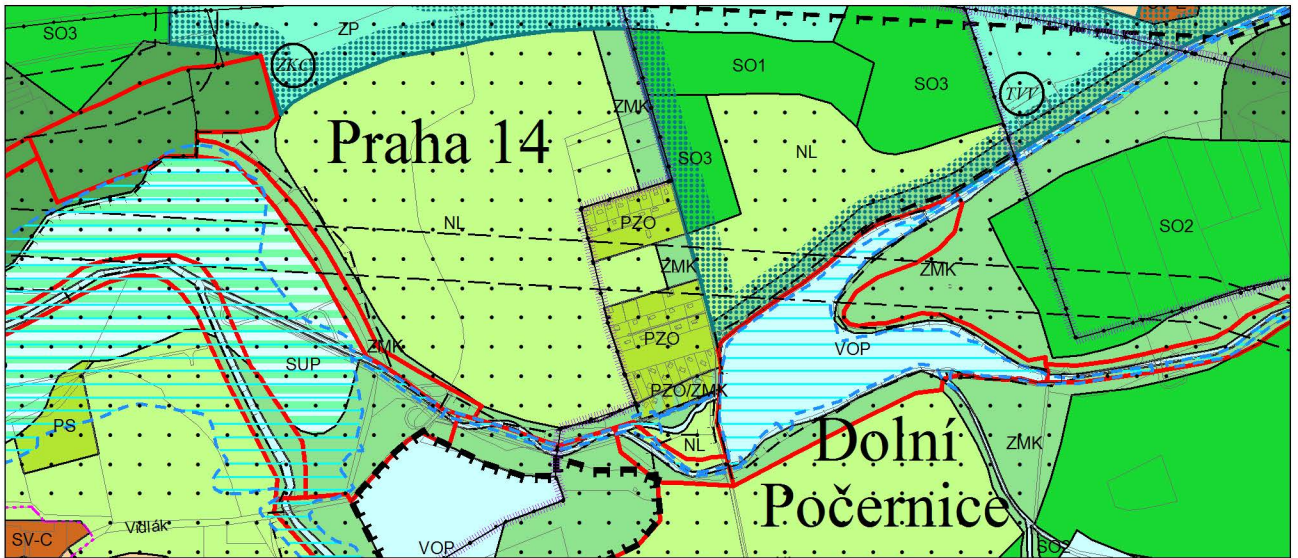 SO3
ZP
ZKC
SO1
SO3
TVV
ZMK
Praha 14
SO3
NL
NL
PZO
SO2
ZMK
ZMK
PZO
VOP
ZMK
SUP
PZO/ZMK
PS
NL
Dolní
Počernice
ZMK
Vidlák
SV-C
VOP
SO2